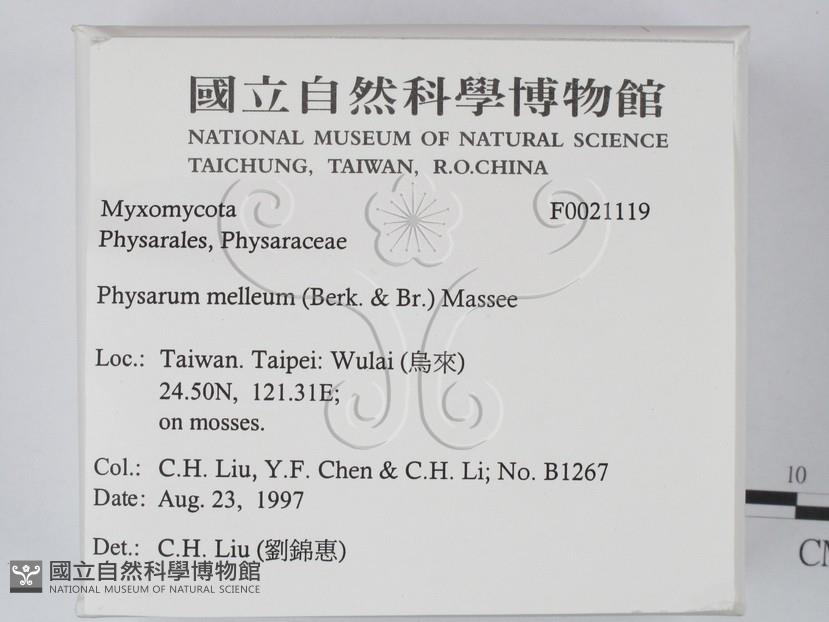 國立自然科學博物館
NATIONAL MUSEUM OF NATURAL SCIENCE
TAICHUNG, TAIWAN, R.O.CHINA
Myxomycota F0021119
Physarales, Physaraceae
Physarum melleum (Berk. & Br.) Massee
Loc.: Taiwan. Taipei: Wulai (烏來)
24.50N, 121.31E;
on mosses.
Col.: C.H. Liu, Y.F. Chen & C.H. Li; No. B1267
Date: Aug. 23, 1997
Det.: C.H. Liu (劉錦惠)
10
CM
國立自然科學博物館
NATIONAL MUSEUM OF NATURAL SCIENCE